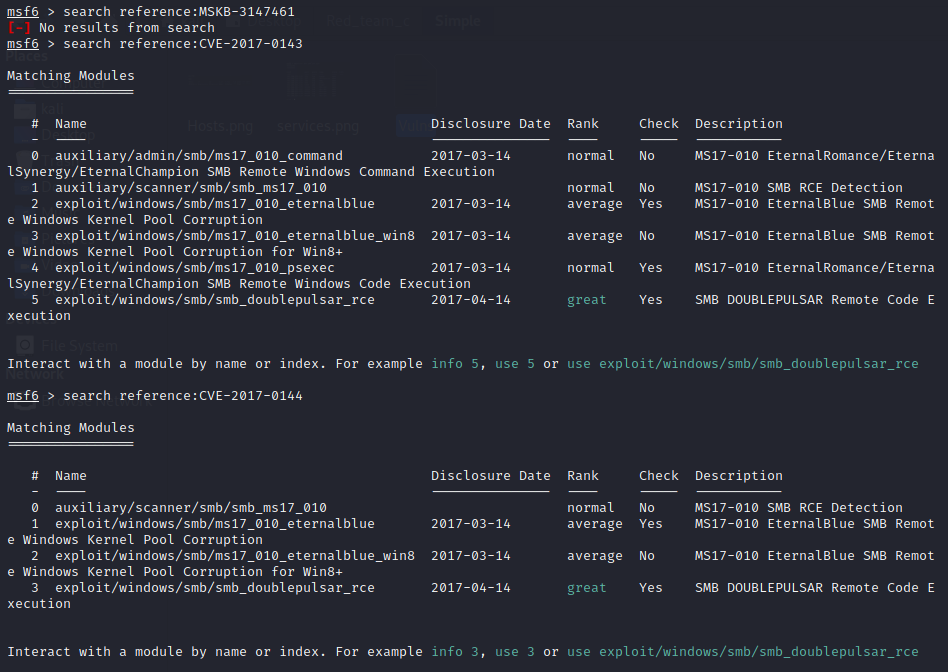 msf6 > search reference:MSKB-3147461
[-] No results from search
msf6 > search reference:CVE-2017-0143
Matching Modules
================
#  Name                                      Disclosure Date  Rank     Check  Description
-  ----                                      ---------------  ----     -----  -----------
0  auxiliary/admin/smb/ms17_010_command      2017-03-14       normal   No     MS17-010 EternalRomance/Eterna
lSynergy/EternalChampion SMB Remote Windows Command Execution
1  auxiliary/scanner/smb/smb_ms17_010                         normal   No     MS17-010 SMB RCE Detection
2  exploit/windows/smb/ms17_010_eternalblue  2017-03-14       average  Yes    MS17-010 EternalBlue SMB Remot
e Windows Kernel Pool Corruption
3  exploit/windows/smb/ms17_010_eternalblue_win8  2017-03-14  average  No     MS17-010 EternalBlue SMB Remot
e Windows Kernel Pool Corruption for Win8+
4  exploit/windows/smb/ms17_010_psexec       2017-03-14       normal   Yes    MS17-010 EternalRomance/Eterna
lSynergy/EternalChampion SMB Remote Windows Code Execution
5  exploit/windows/smb/smb_doublepulsar_rce  2017-04-14       great    Yes    SMB DOUBLEPULSAR Remote Code E
xecution
Interact with a module by name or index. For example info 5, use 5 or use exploit/windows/smb/smb_doublepulsar_rce
msf6 > search reference:CVE-2017-0144
Matching Modules
================
#  Name                                      Disclosure Date  Rank     Check  Description
-  ----                                      ---------------  ----     -----  -----------
0  auxiliary/scanner/smb/smb_ms17_010                         normal   No     MS17-010 SMB RCE Detection
1  exploit/windows/smb/ms17_010_eternalblue  2017-03-14       average  Yes    MS17-010 EternalBlue SMB Remot
e Windows Kernel Pool Corruption
2  exploit/windows/smb/ms17_010_eternalblue_win8  2017-03-14  average  No     MS17-010 EternalBlue SMB Remot
e Windows Kernel Pool Corruption for Win8+
3  exploit/windows/smb/smb_doublepulsar_rce  2017-04-14       great    Yes    SMB DOUBLEPULSAR Remote Code E
xecution
Interact with a module by name or index. For example info 3, use 3 or use exploit/windows/smb/smb_doublepulsar_rce